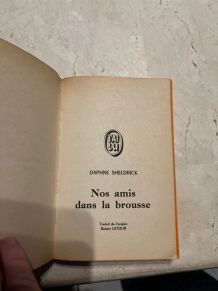 J'AI
LU
DAPHNE SHELDRICK
Nos amis
dans la brousse
Traduit de l'anglais
Robert LATOUR